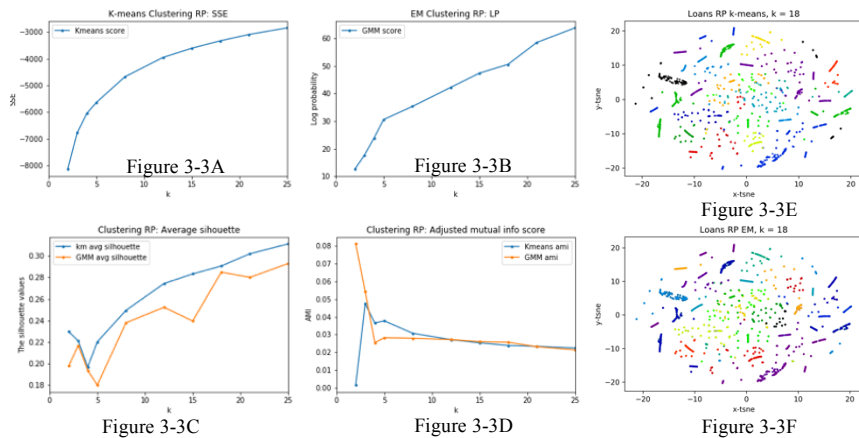 K-means Clustering RP: SSE
Kmeans score
−3000
−4000
−5000
−6000
−7000
−8000
SSE
0
5
10
15
20
25
k
Figure 3-3A
EM Clustering RP: LP
GMM score
60
50
40
30
20
10
0
Log probability
0
5
10
15
20
25
k
Figure 3-3B
Loans RP k-means, k = 18
20
10
0
−10
−20
y-tsne
−20
−10
0
10
20
x-tsne
Figure 3-3E
Clustering RP: Average sihouette
km avg silhouette
GMM avg silhouette
0.30
0.28
0.26
0.24
0.22
0.20
0.18
The silhouette values
0
5
10
15
20
25
k
Figure 3-3C
Clustering RP: Adjusted mutual info score
Kmeans ami
GMM ami
0.08
0.07
0.06
0.05
0.04
0.03
0.02
0.01
0.00
AMI
0
5
10
15
20
25
k
Figure 3-3D
Loans RP EM, k = 18
20
10
0
−10
−20
y-tsne
−20
−10
0
10
20
x-tsne
Figure 3-3F